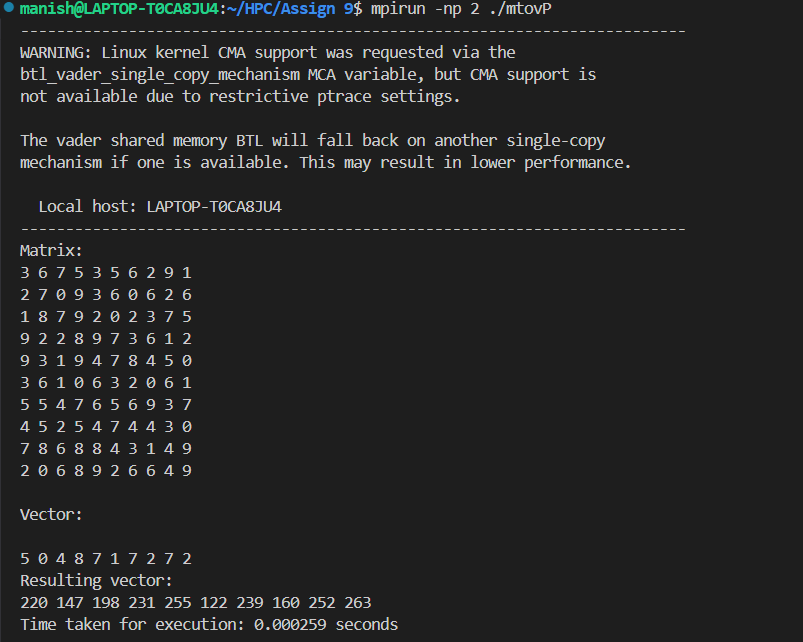 manish@LAPTOP-T0CA8JU4:~/HPC/Assign 9$ mpirun -np 2 ./mtovP
--------------------------------------------------------------------------
WARNING: Linux kernel CMA support was requested via the
btl_vader_single_copy_mechanism MCA variable, but CMA support is
not available due to restrictive ptrace settings.

The vader shared memory BTL will fall back on another single-copy
mechanism if one is available. This may result in lower performance.

  Local host: LAPTOP-T0CA8JU4
--------------------------------------------------------------------------
Matrix:
3 6 7 5 3 5 6 2 9 1
2 7 0 9 3 6 0 6 2 6
1 8 7 9 2 0 2 3 7 5
9 2 2 8 9 7 3 6 1 2
9 3 1 9 4 7 8 4 5 0
3 6 1 0 6 3 2 0 6 1
5 5 4 7 6 5 6 9 3 7
4 5 2 5 4 7 4 4 3 0
7 8 6 8 8 4 3 1 4 9
2 0 6 8 9 2 6 6 4 9

Vector:

5 0 4 8 7 1 7 2 7 2
Resulting vector:
220 147 198 231 255 122 239 160 252 263
Time taken for execution: 0.000259 seconds